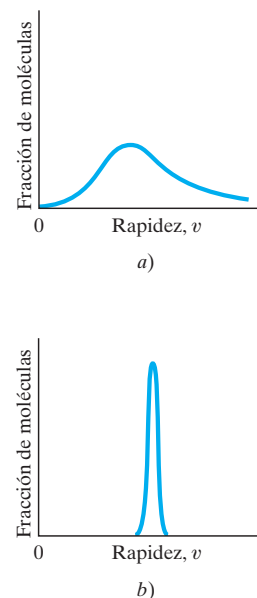 Fracción de moléculas
0
Rapidez, v
a)
Fracción de moléculas
0
Rapidez, v
b)